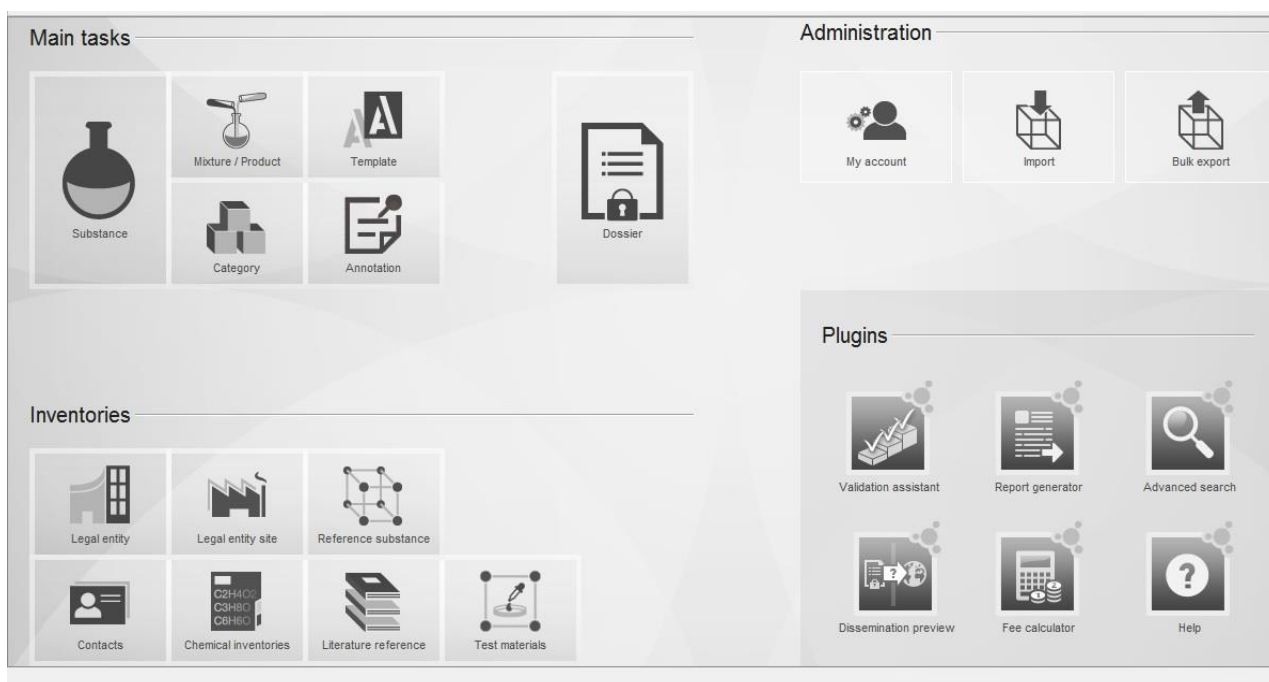 Main tasks
Substance
Mixture / Product
Template
Category
Annotation
Dossier
Administration
My account
Import
Bulk export
Plugins
Validation assistant
Report generator
Advanced search
Dissemination preview
Fee calculator
Help
Inventories
Legal entity
Legal entity site
Reference substance
Contacts
C2H4O2
C3H8O
C6H6O
Chemical inventories
Literature reference
Test materials